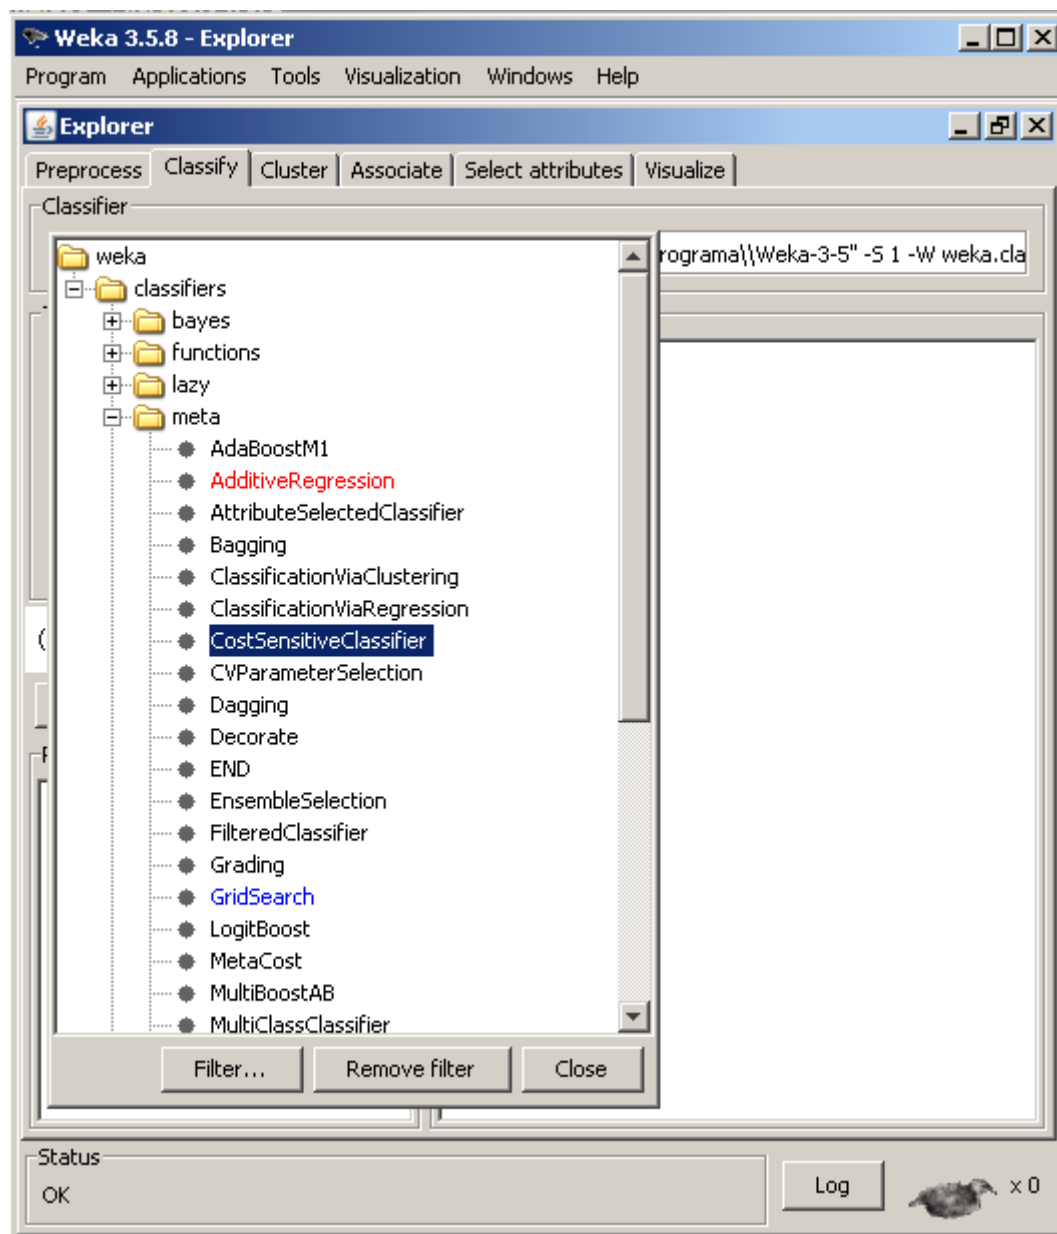 Weka 3.5.8 - Explorer
Program Applications Tools Visualization Windows Help
Explorer
Preprocess Classify Cluster Associate Select attributes Visualize
Classifier
rograma\\Weka-3-5" -S 1 -W weka.cla
weka
classifiers
bayes
functions
lazy
meta
AdaBoostM1
AdditiveRegression
AttributeSelectedClassifier
Bagging
ClassificationViaClustering
ClassificationViaRegression
CostSensitiveClassifier
CVParameterSelection
Dagging
Decorate
END
EnsembleSelection
FilteredClassifier
Grading
GridSearch
LogitBoost
MetaCost
MultiBoostAB
MultiClassClassifier
Filter... Remove filter Close
Status
OK
Log x 0